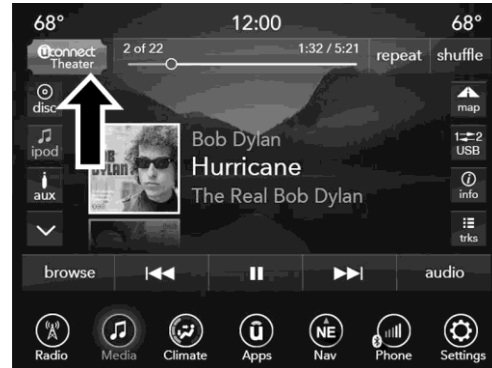 68° 12:00 68°
Uconnect Theater
2 of 22 1:32 / 5:21 repeat shuffle
disc
map
ipod
Bob Dylan
1⇄2 USB
Hurricane
aux
The Real Bob Dylan
info
trks
browse audio
Radio Media Climate Apps NE Nav Phone Settings